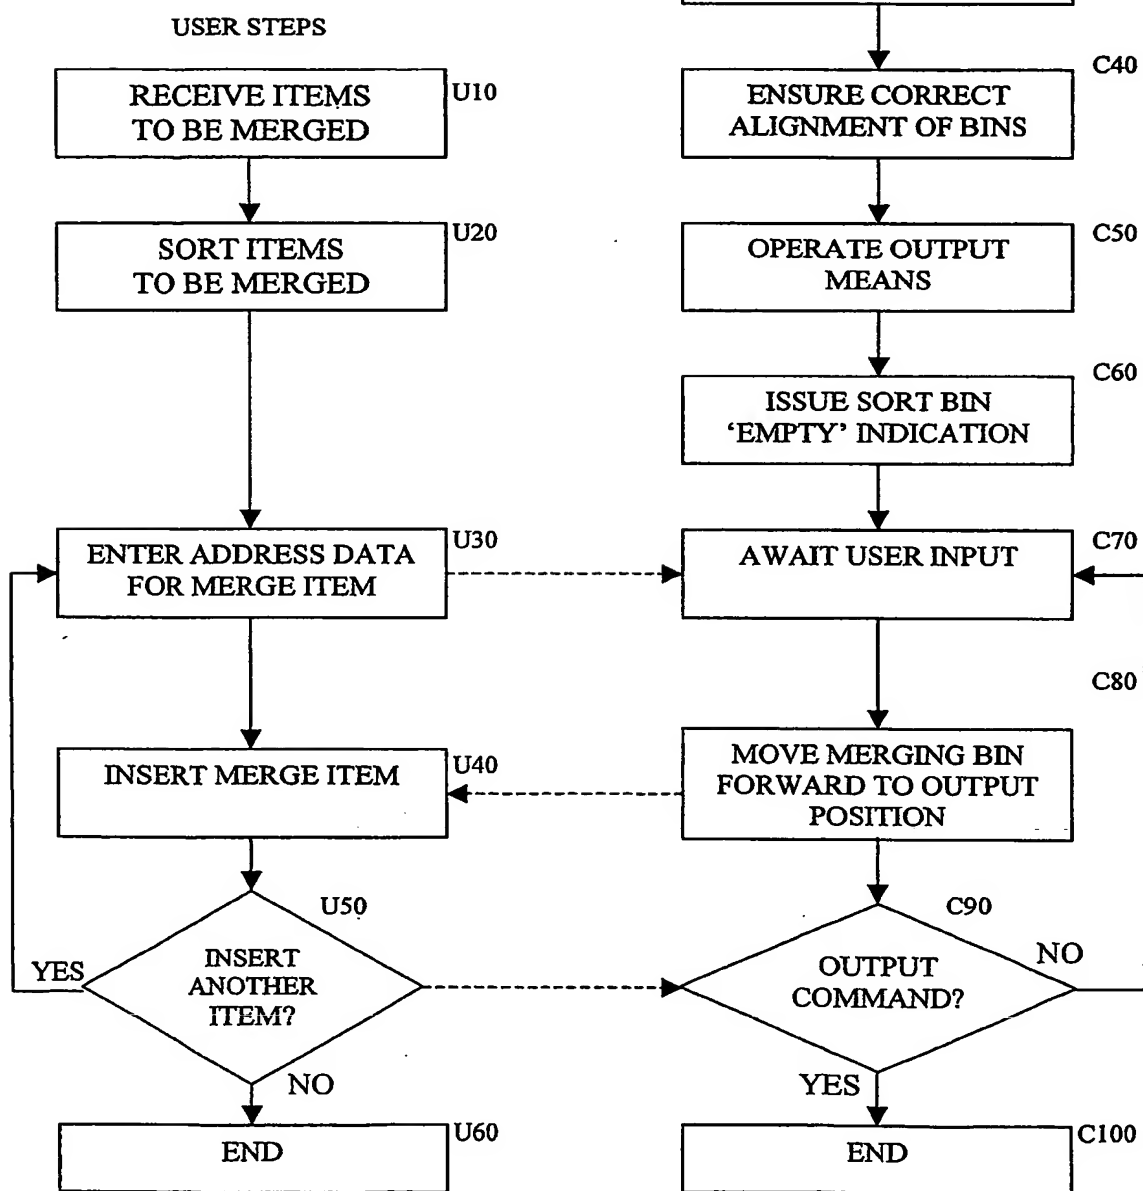 USER STEPS
RECEIVE ITEMS
TO BE MERGED
U10
SORT ITEMS
TO BE MERGED
U20
ENTER ADDRESS DATA
FOR MERGE ITEM
U30
INSERT MERGE ITEM
U40
U50
INSERT
ANOTHER
ITEM?
YES
NO
END
U60
C40
ENSURE CORRECT
ALIGNMENT OF BINS
C50
OPERATE OUTPUT
MEANS
C60
ISSUE SORT BIN
‘EMPTY’ INDICATION
C70
AWAIT USER INPUT
C80
MOVE MERGING BIN
FORWARD TO OUTPUT
POSITION
C90
OUTPUT
COMMAND?
NO
YES
END
C100